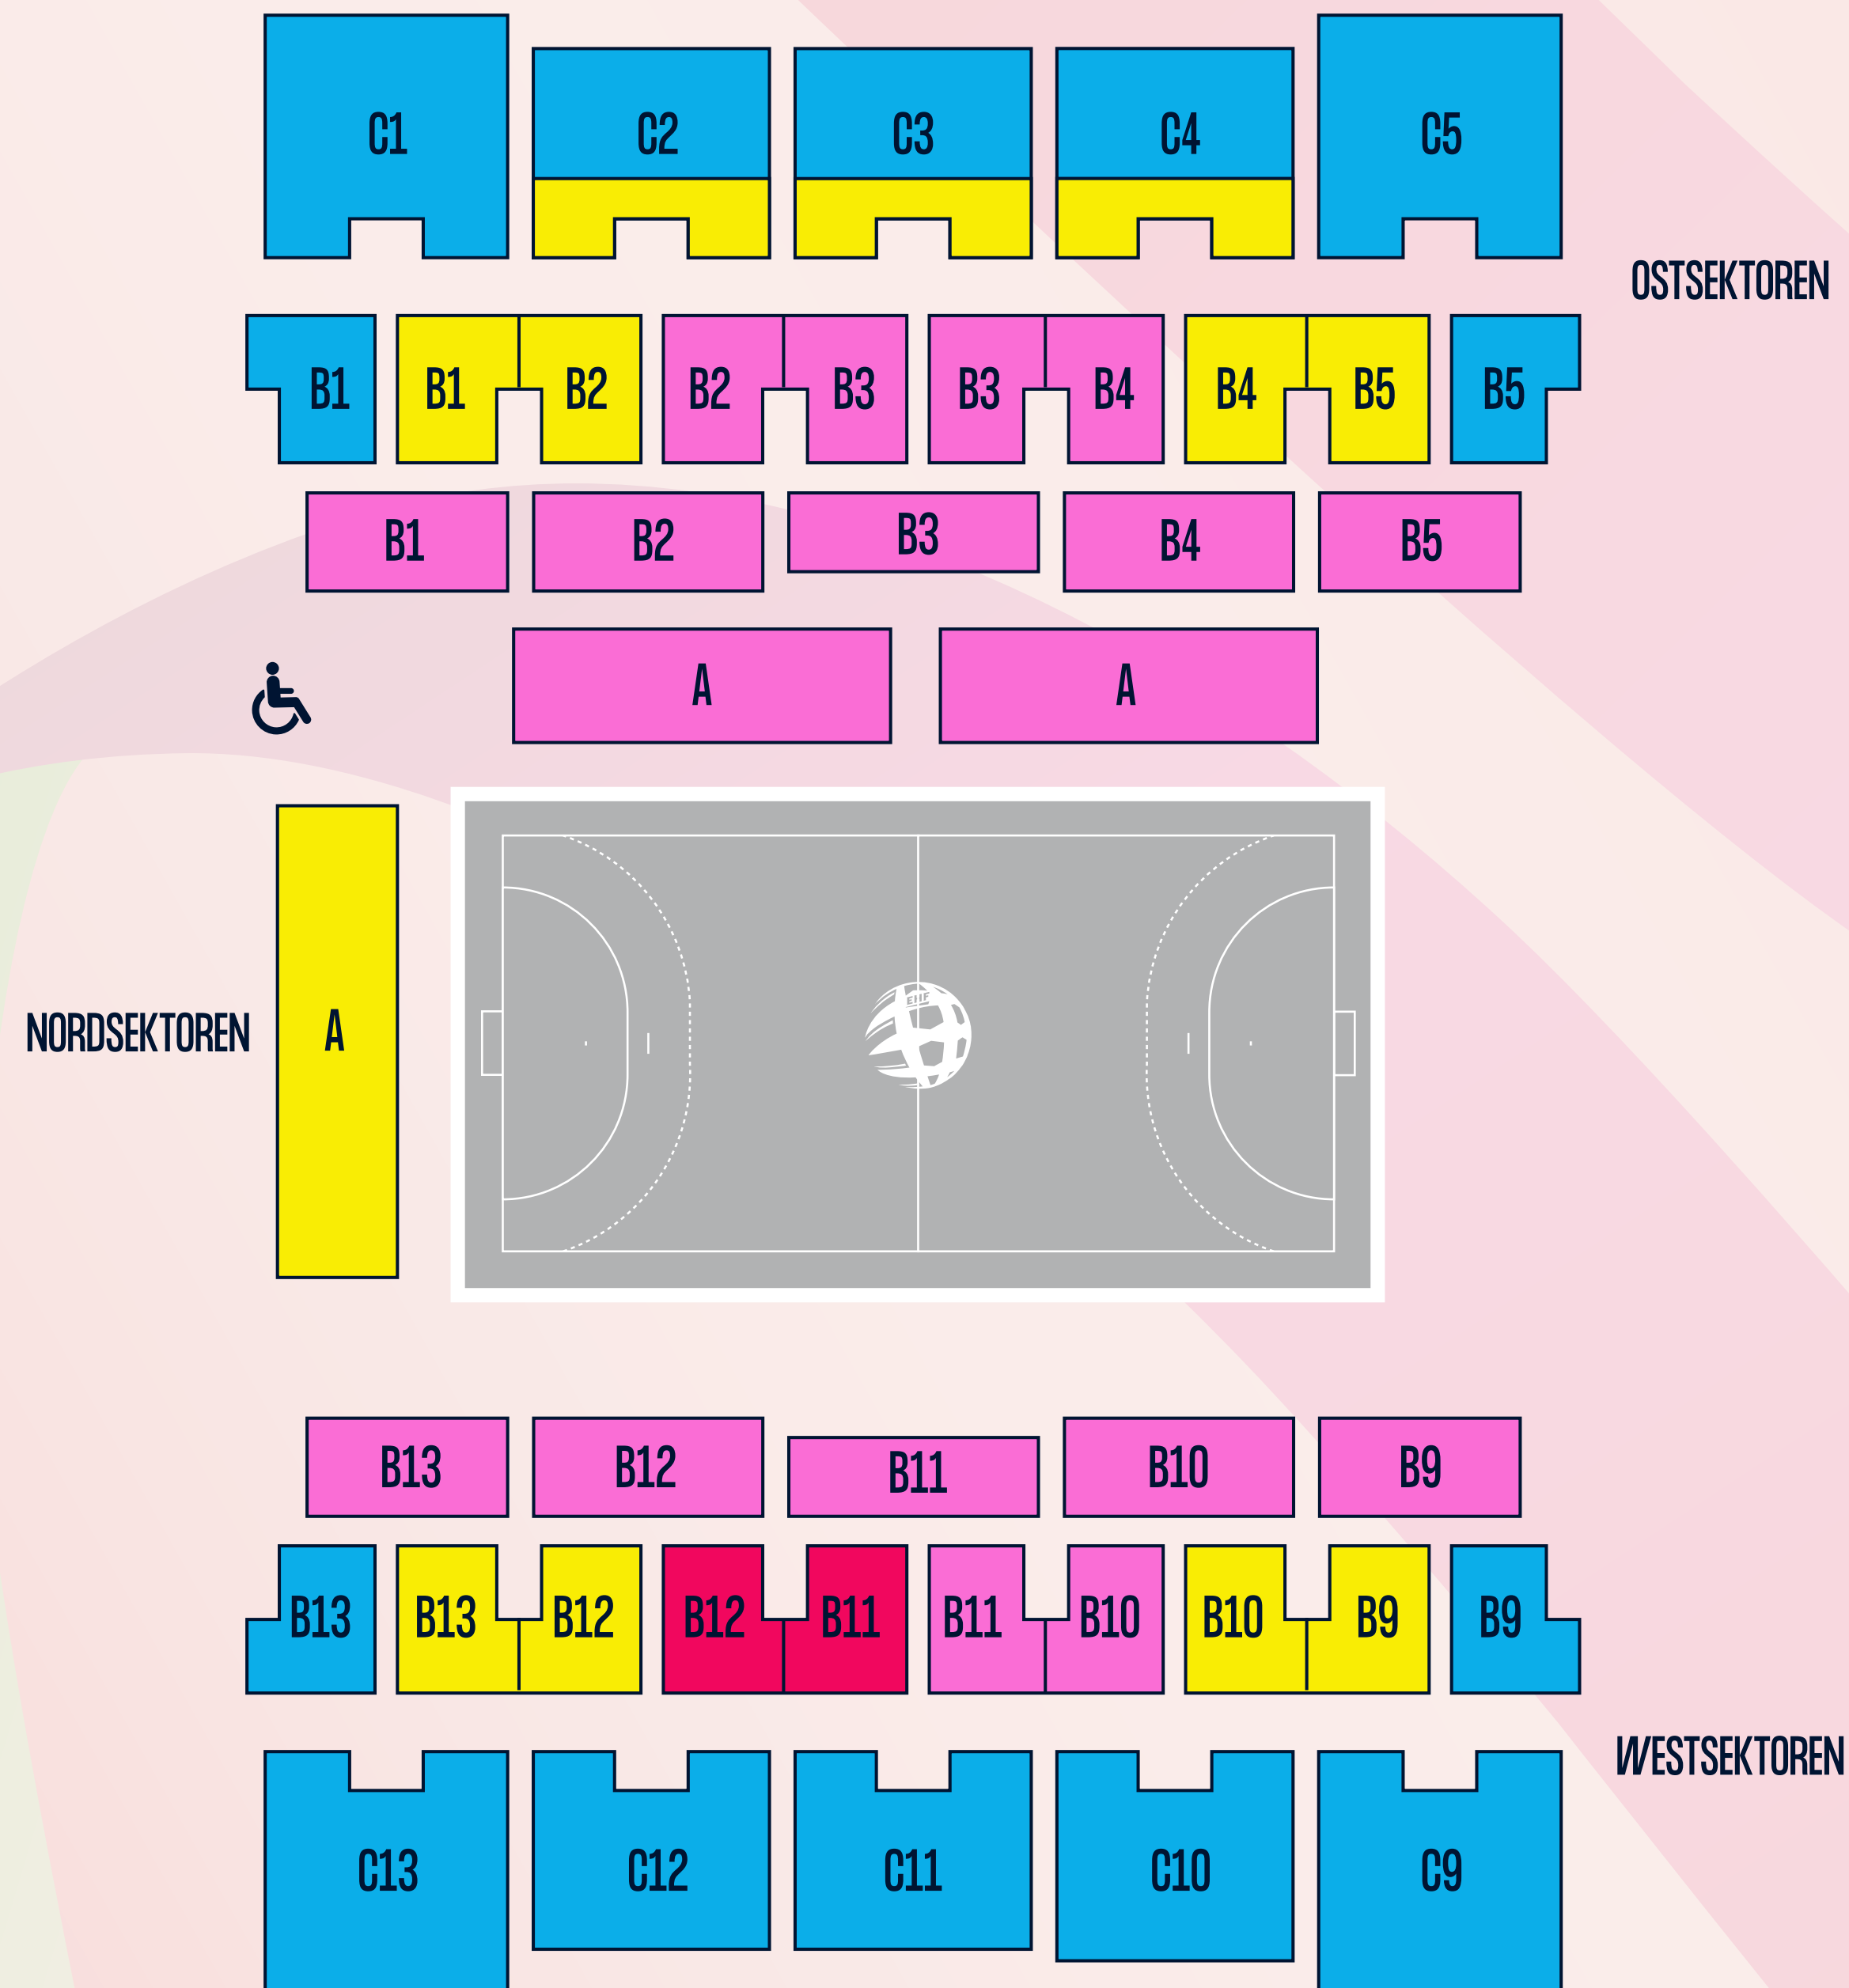 C1 C2 C3 C4 C5
OSTSEKTOREN
B1 B1 B2 B2 B3 B3 B4 B4 B5 B5
B1 B2 B3 B4 B5
A A
EHF
NORDSEKTOREN A
B13 B12 B11 B10 B9
B13 B13 B12 B12 B11 B11 B10 B10 B9 B9
WESTSEKTOREN
C13 C12 C11 C10 C9